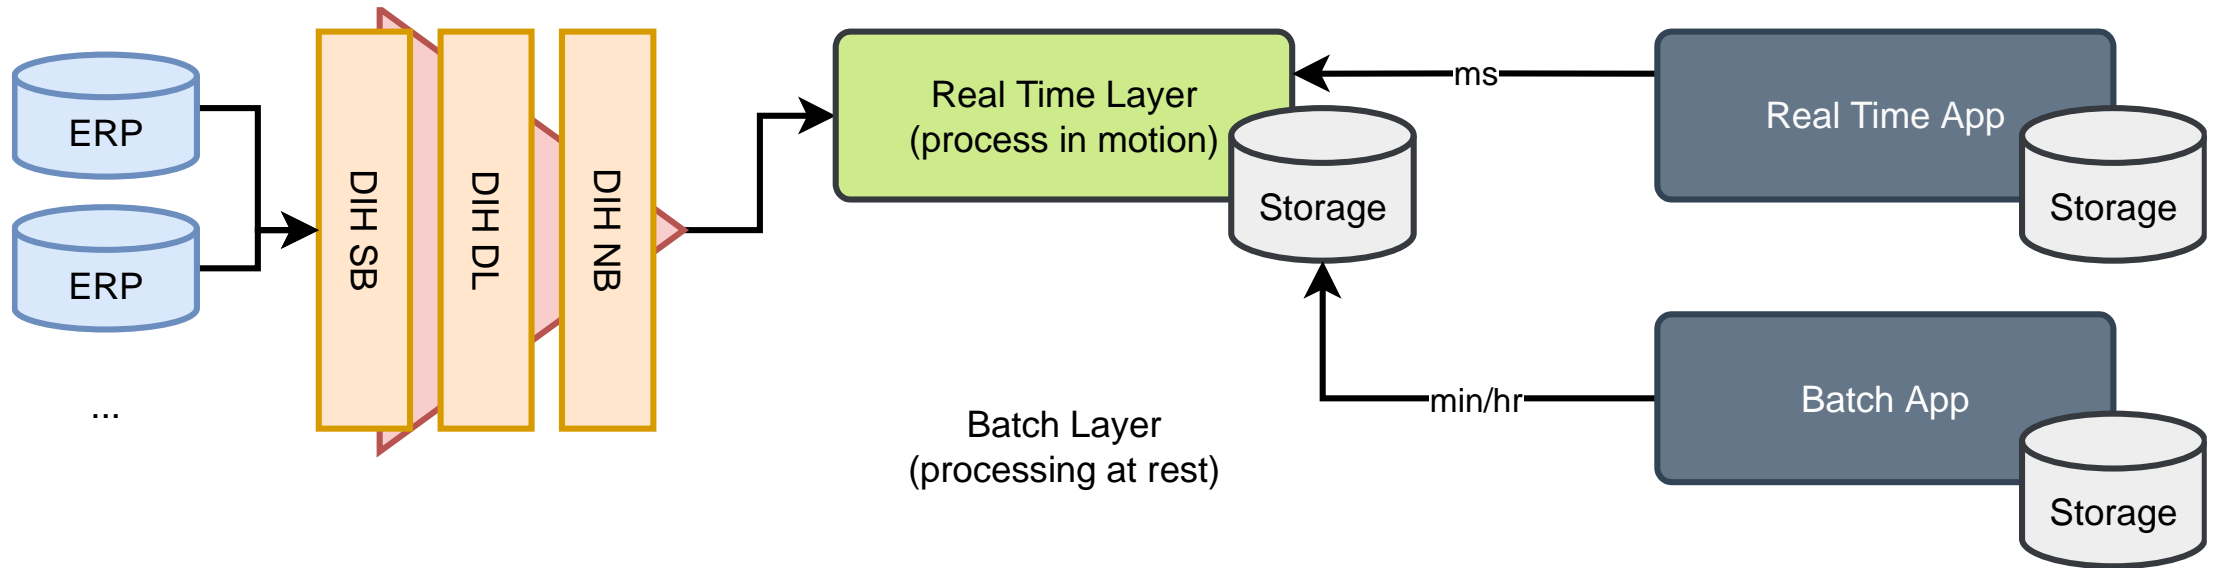 ERP
ERP
...
DIH SB
DIH DL
DIH NB
Real Time Layer
(process in motion)
Storage
ms
Real Time App
Storage
Batch Layer
(processing at rest)
min/hr
Batch App
Storage